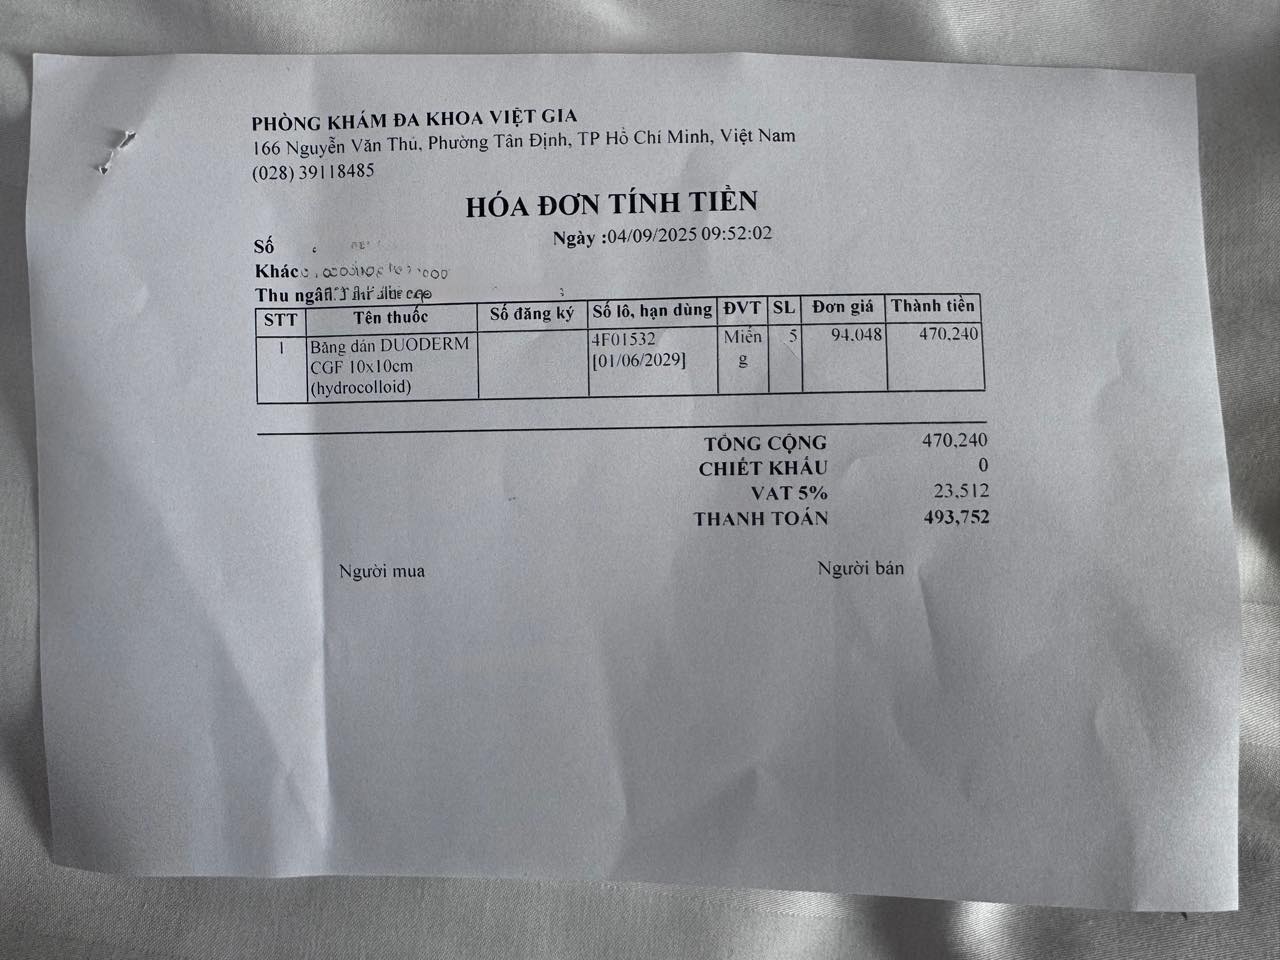 PHÒNG KHÁM ĐA KHOA VIỆT GIA
166 Nguyễn Văn Thủ, Phường Tân Định, TP Hồ Chí Minh, Việt Nam
(028) 39118485
HÓA ĐƠN TÍNH TIỀN
Ngày :04/09/2025 09:52:02
Số
Khác
Thu ngân
STT Tên thuốc Số đăng ký Số lô, hạn dùng ĐVT SL Đơn giá Thành tiền
1 Băng dán DUODERM 4F01532 Miến 5 94,048 470,240
CGF 10x10cm [01/06/2029] g
(hydrocolloid)
TỔNG CỘNG 470,240
CHIẾT KHẤU 0
VAT 5% 23,512
THANH TOÁN 493,752
Người mua Người bán